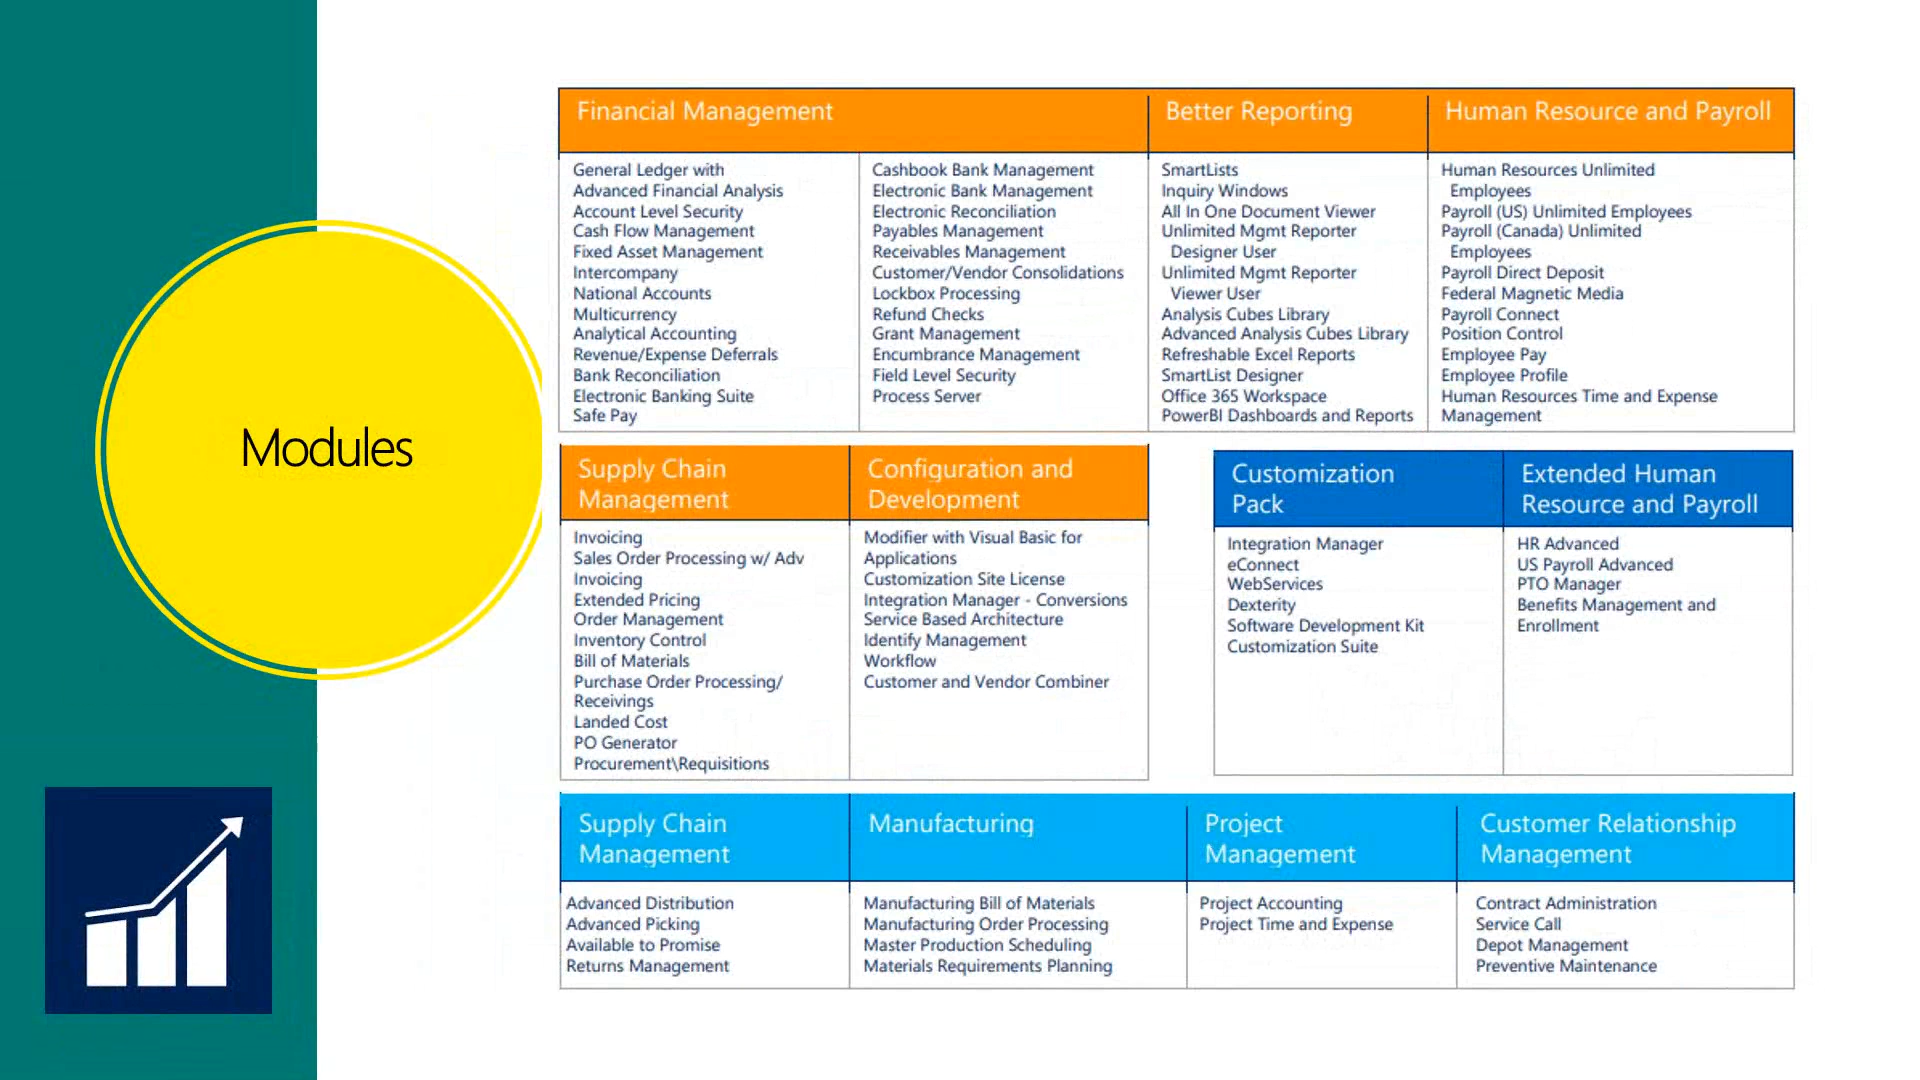 Modules
Financial Management
General Ledger with
Advanced Financial Analysis
Account Level Security
Cash Flow Management
Fixed Asset Management
Intercompany
National Accounts
Multicurrency
Analytical Accounting
Revenue/Expense Deferrals
Bank Reconciliation
Electronic Banking Suite
Safe Pay
Cashbook Bank Management
Electronic Bank Management
Electronic Reconciliation
Payables Management
Receivables Management
Customer/Vendor Consolidations
Lockbox Processing
Refund Checks
Grant Management
Encumbrance Management
Field Level Security
Process Server
Better Reporting
SmartLists
Inquiry Windows
All In One Document Viewer
Unlimited Mgmt Reporter
Designer User
Unlimited Mgmt Reporter
Viewer User
Analysis Cubes Library
Advanced Analysis Cubes Library
Refreshable Excel Reports
SmartList Designer
Office 365 Workspace
PowerBI Dashboards and Reports
Human Resource and Payroll
Human Resources Unlimited
Employees
Payroll (US) Unlimited Employees
Payroll (Canada) Unlimited
Employees
Payroll Direct Deposit
Federal Magnetic Media
Payroll Connect
Position Control
Employee Pay
Employee Profile
Human Resources Time and Expense
Management
Supply Chain
Management
Invoicing
Sales Order Processing w/ Adv
Invoicing
Extended Pricing
Order Management
Inventory Control
Bill of Materials
Purchase Order Processing/
Receivings
Landed Cost
PO Generator
Procurement\Requisitions
Configuration and
Development
Modifier with Visual Basic for
Applications
Customization Site License
Integration Manager - Conversions
Service Based Architecture
Identify Management
Workflow
Customer and Vendor Combiner
Customization
Pack
Integration Manager
eConnect
WebServices
Dexterity
Software Development Kit
Customization Suite
Extended Human
Resource and Payroll
HR Advanced
US Payroll Advanced
PTO Manager
Benefits Management and
Enrollment
Supply Chain
Management
Advanced Distribution
Advanced Picking
Available to Promise
Returns Management
Manufacturing
Manufacturing Bill of Materials
Manufacturing Order Processing
Master Production Scheduling
Materials Requirements Planning
Project
Management
Project Accounting
Project Time and Expense
Customer Relationship
Management
Contract Administration
Service Call
Depot Management
Preventive Maintenance